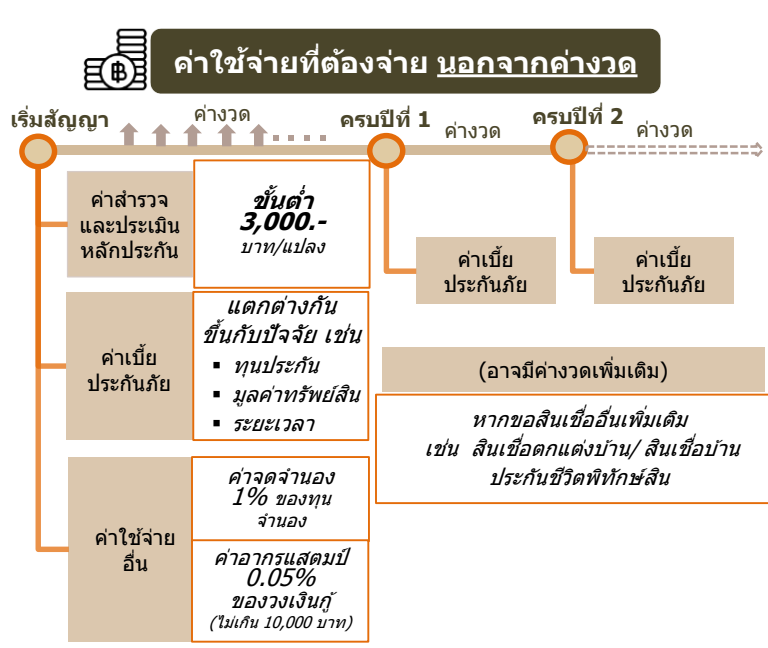 ค่าใช้จ่ายที่ต้องจ่าย นอกจากค่างวด
เริ่มสัญญา
ค่างวด
ครบปีที่ 1
ค่างวด
ครบปีที่ 2
ค่างวด
ค่าสำรวจ
และประเมิน
หลักประกัน
ขั้นต่ำ
3,000.-
บาท/แปลง
ค่าเบี้ย
ประกันภัย
ค่าเบี้ย
ประกันภัย
ค่าเบี้ย
ประกันภัย
แตกต่างกัน
ขึ้นกับปัจจัย เช่น
▪ ทุนประกัน
▪ มูลค่าทรัพย์สิน
▪ ระยะเวลา
(อาจมีค่างวดเพิ่มเติม)
หากขอสินเชื่ออื่นเพิ่มเติม
เช่น สินเชื่อตกแต่งบ้าน/ สินเชื่อบ้าน
ประกันชีวิตพิทักษ์สิน
ค่าใช้จ่าย
อื่น
ค่าจดจำนอง
1% ของทุน
จำนอง
ค่าอากรแสตมป์
0.05%
ของวงเงินกู้
(ไม่เกิน 10,000 บาท)